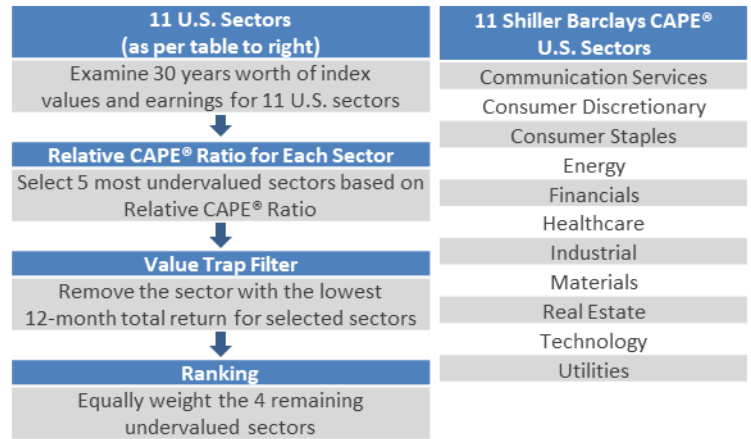 11 U.S. Sectors
(as per table to right)
Examine 30 years worth of index
values and earnings for 11 U.S. sectors
Relative CAPE® Ratio for Each Sector
Select 5 most undervalued sectors based on
Relative CAPE® Ratio
Value Trap Filter
Remove the sector with the lowest
12-month total return for selected sectors
Ranking
Equally weight the 4 remaining
undervalued sectors
11 Shiller Barclays CAPE®
U.S. Sectors
Communication Services
Consumer Discretionary
Consumer Staples
Energy
Financials
Healthcare
Industrial
Materials
Real Estate
Technology
Utilities